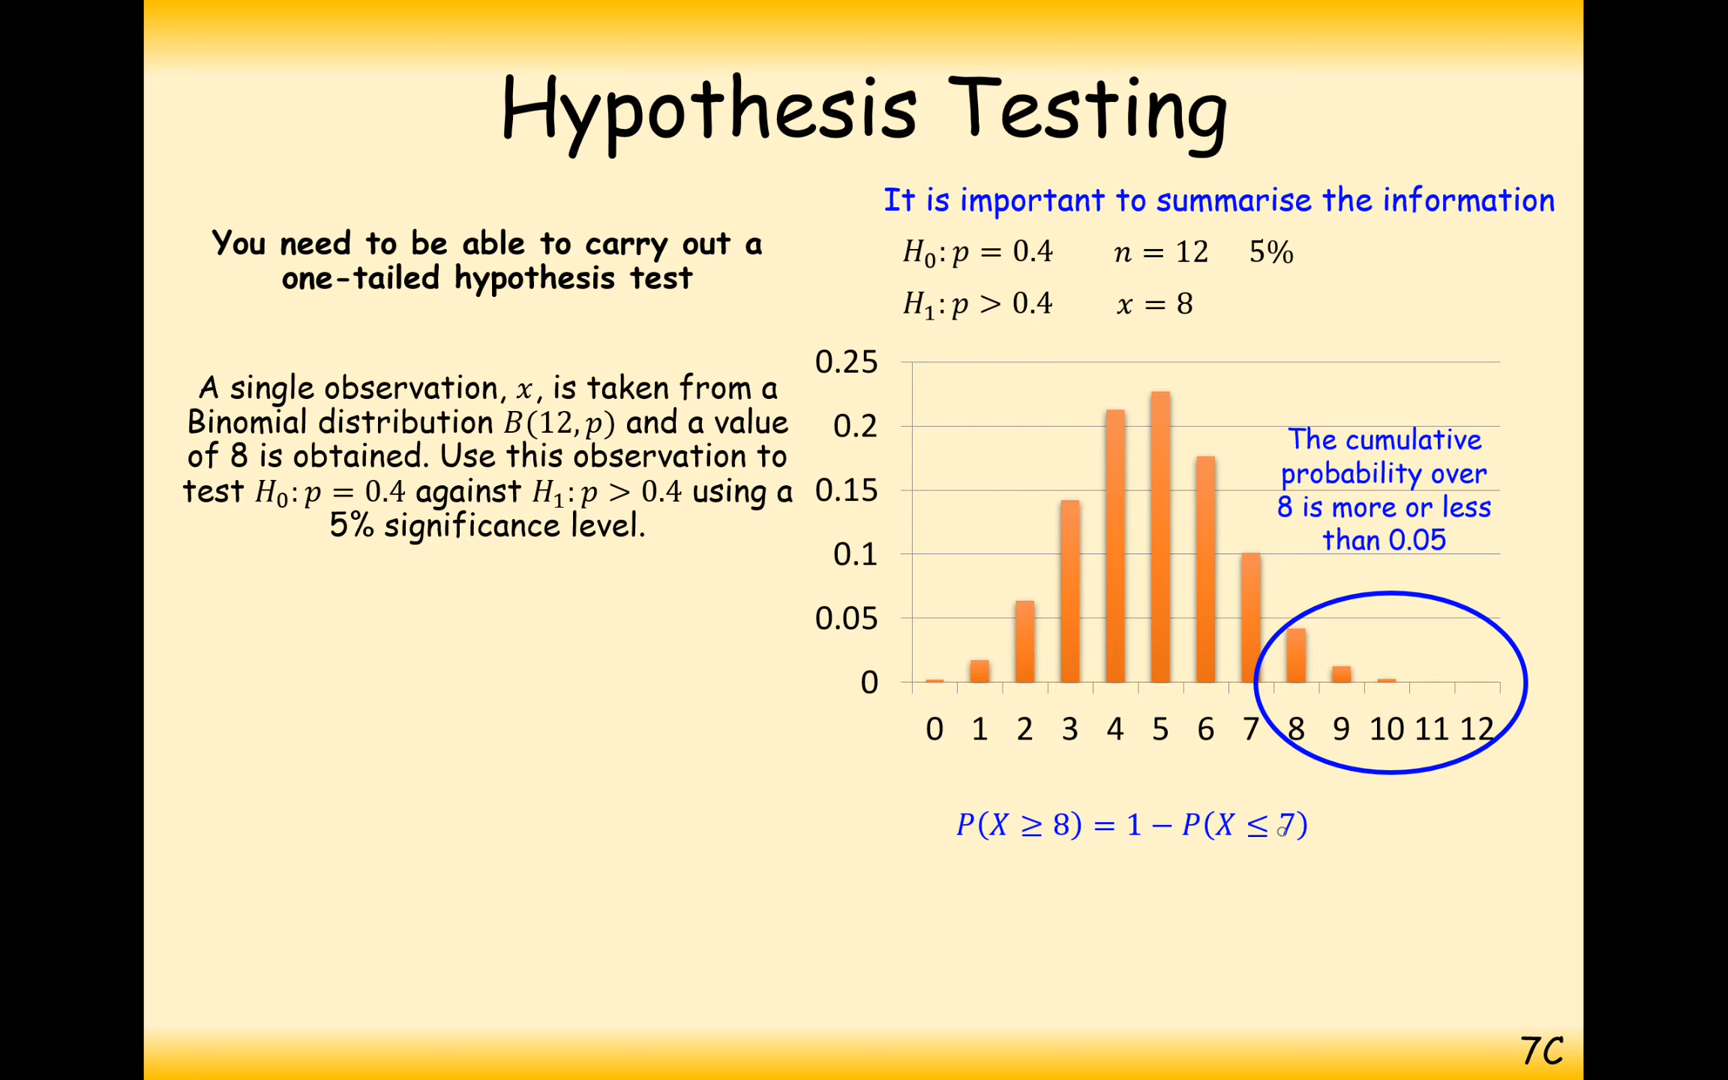 Hypothesis Testing
You need to be able to carry out a
one-tailed hypothesis test
A single observation, x, is taken from a
Binomial distribution B(12, p) and a value
of 8 is obtained. Use this observation to
test H₀: p = 0.4 against H₁: p > 0.4 using a
5% significance level.
It is important to summarise the information
H₀: p = 0.4 n = 12 5%
H₁: p > 0.4 x = 8
0.25
0.2
0.15
0.1
0.05
0
The cumulative
probability over
8 is more or less
than 0.05
0 1 2 3 4 5 6 7 8 9 10 11 12
P(X ≥ 8) = 1 − P(X ≤ 7)
7C